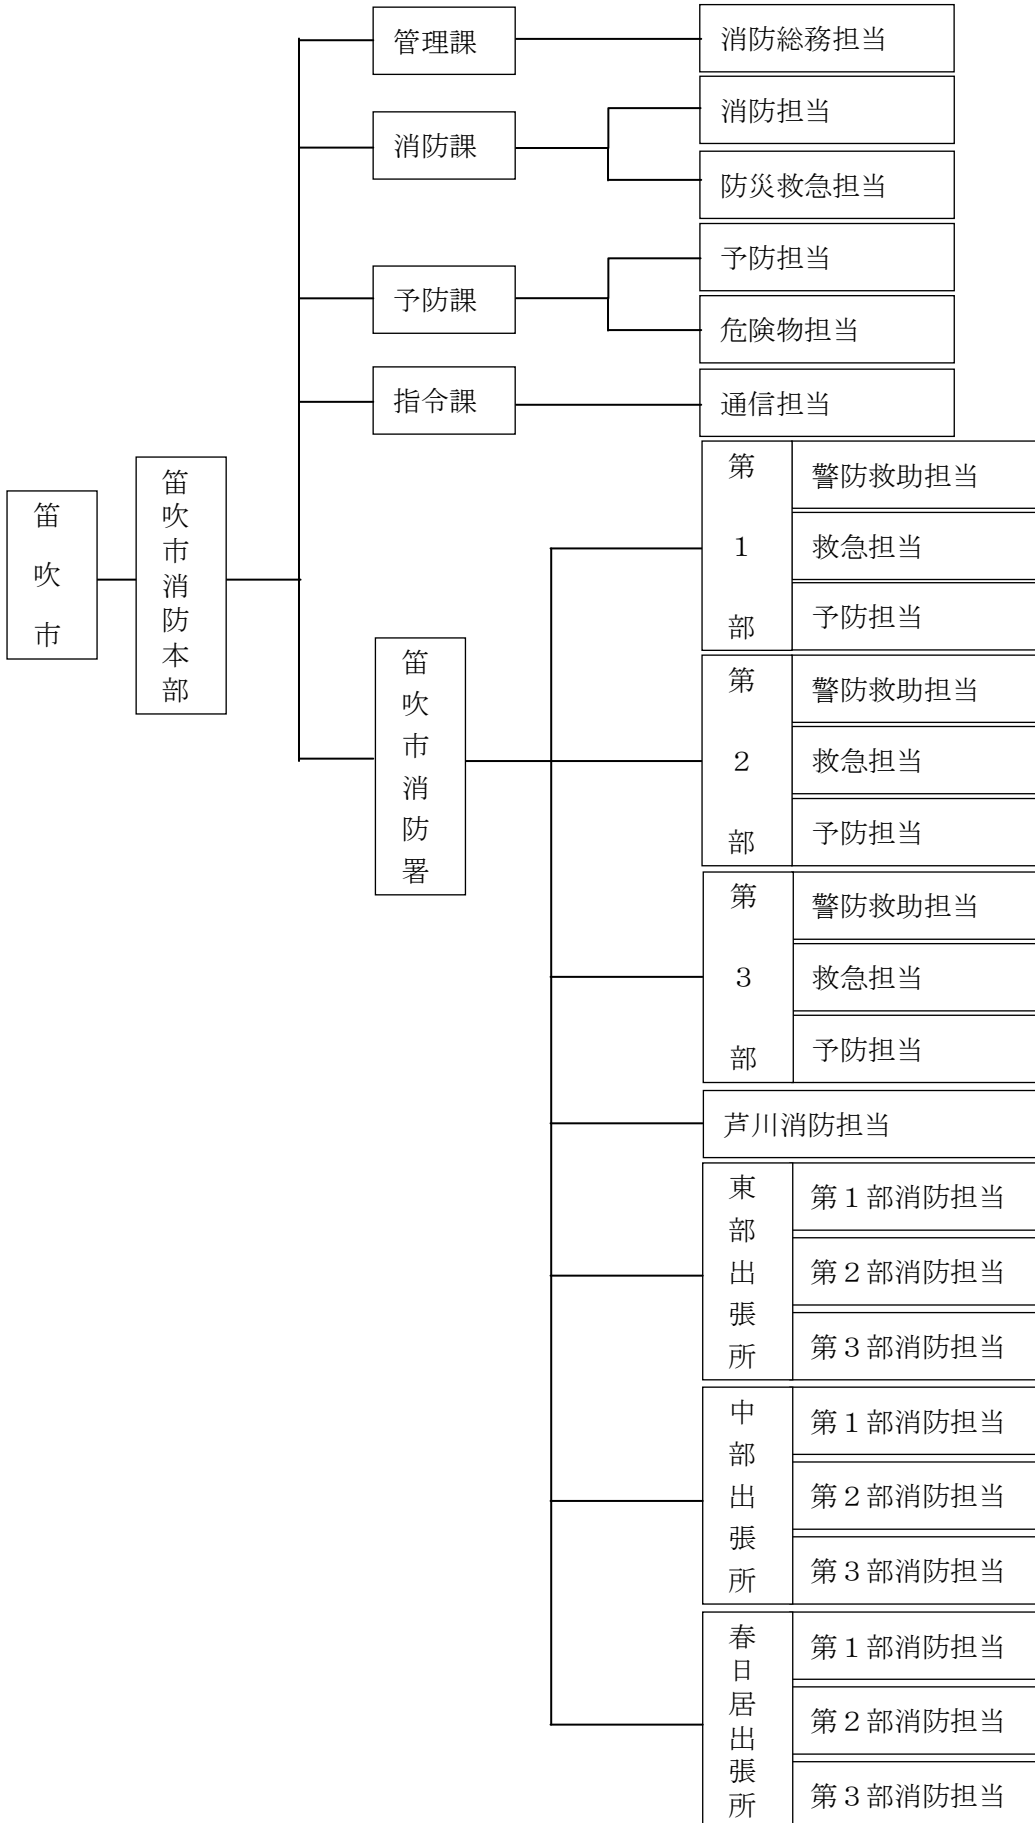 笛吹市
笛吹市消防本部
管理課
消防総務担当
消防課
消防担当
防災救急担当
予防課
予防担当
危険物担当
指令課
通信担当
笛吹市消防署
第１部
警防救助担当
救急担当
予防担当
第２部
警防救助担当
救急担当
予防担当
第３部
警防救助担当
救急担当
予防担当
芦川消防担当
東部出張所
第１部消防担当
第２部消防担当
第３部消防担当
中部出張所
第１部消防担当
第２部消防担当
第３部消防担当
春日居出張所
第１部消防担当
第２部消防担当
第３部消防担当